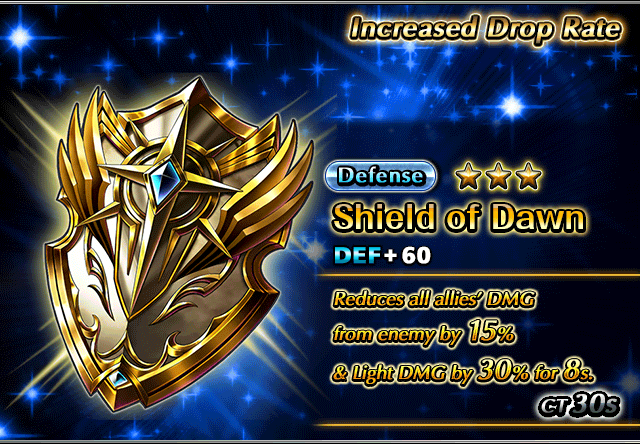 Increased Drop Rate
Defense
Shield of Dawn
DEF+60
Reduces all allies' DMG
from enemy by 15%
& Light DMG by 30% for 8s.
CT 30s